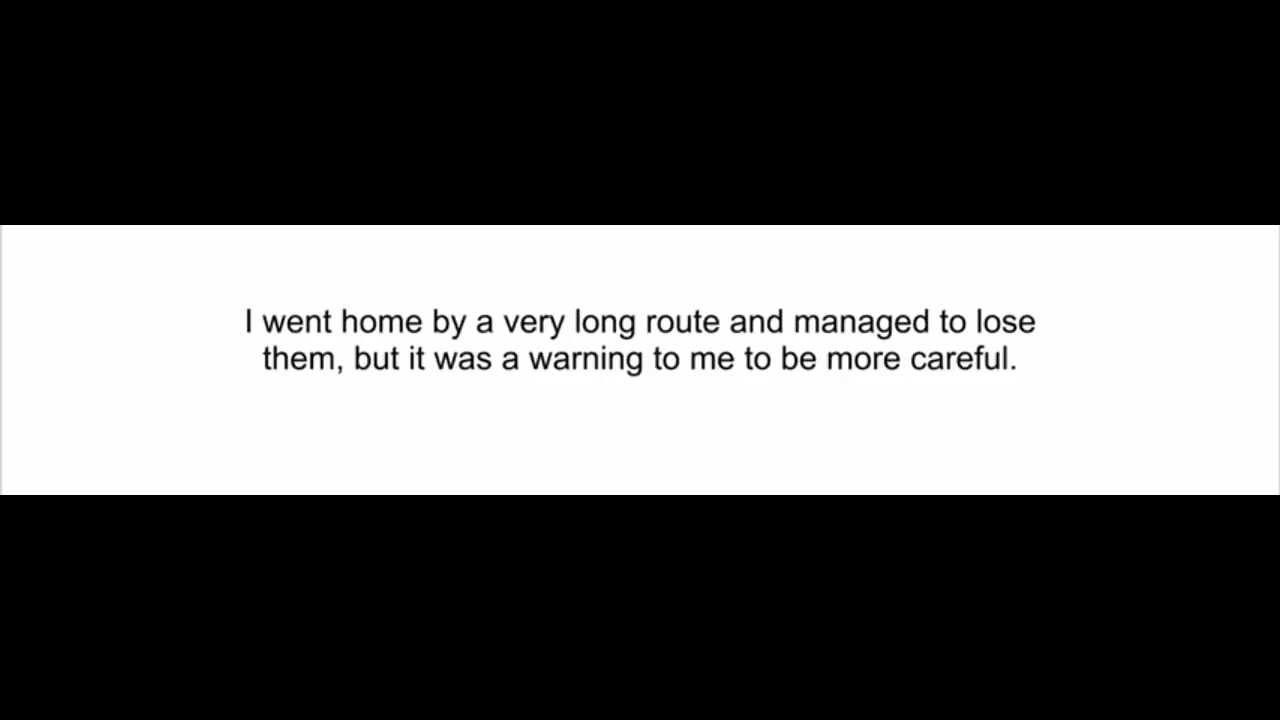 I went home by a very long route and managed to lose
them, but it was a warning to me to be more careful.